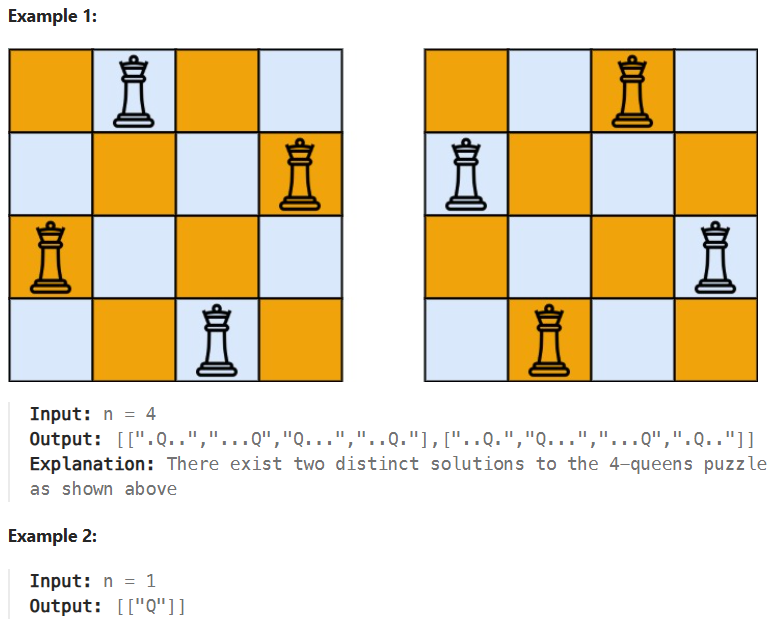 Example 1:
Input: n = 4
Output: [[".Q..","...Q","Q...","..Q."],["..Q.","Q...","...Q",".Q.."]]
Explanation: There exist two distinct solutions to the 4-queens puzzle
as shown above
Example 2:
Input: n = 1
Output: [["Q"]]